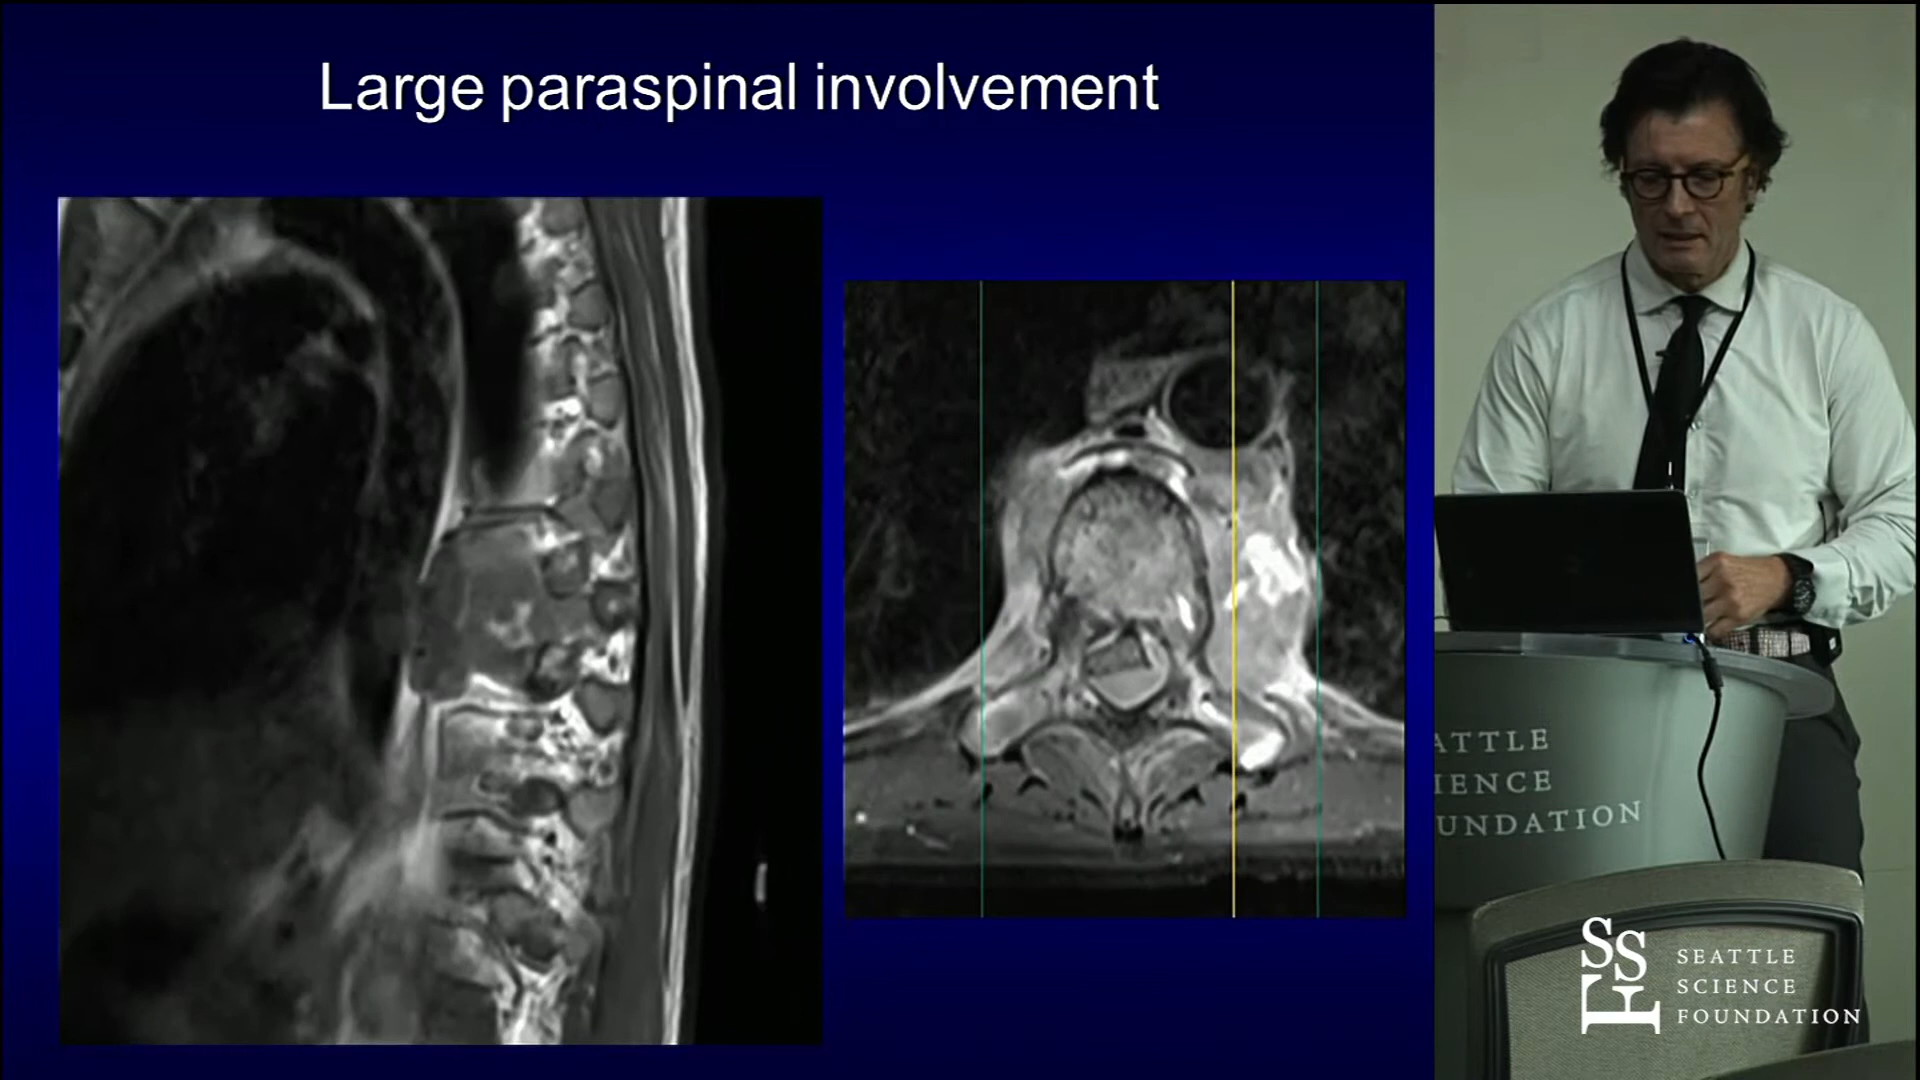 Large paraspinal involvement
ATTLE
IENCE
UNDATION
SEATTLE
SCIENCE
FOUNDATION